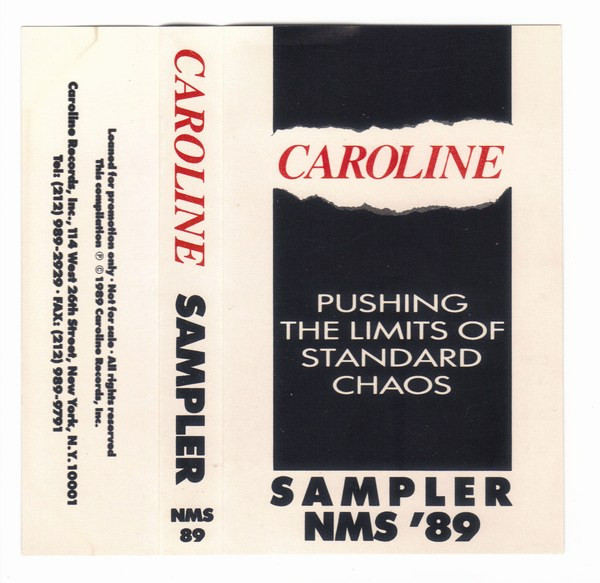 CAROLINE
PUSHING
THE LIMITS OF
STANDARD
CHAOS
SAMPLER
NMS '89
CAROLINE SAMPLER
NMS
89
Loaned for promotion only · Not for sale · All rights reserved
This compilation ℗ © 1989 Caroline Records, Inc.
Caroline Records, Inc., 114 West 26th Street, New York, N.Y. 10001
Tel: (212) 989-2929 · FAX: (212) 989-9791